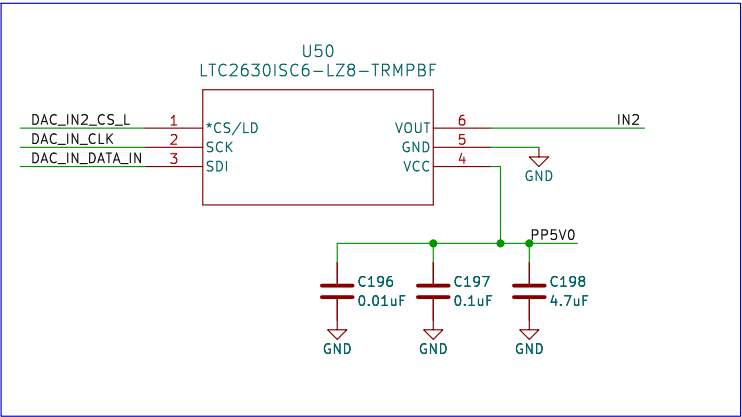 U50
LTC2630ISC6-LZ8-TRMPBF
DAC_IN2_CS_L 1 *CS/LD VOUT 6 IN2
DAC_IN_CLK 2 SCK GND 5
DAC_IN_DATA_IN 3 SDI VCC 4
GND
PP5V0
C196 C197 C198
0.01uF 0.1uF 4.7uF
GND GND GND